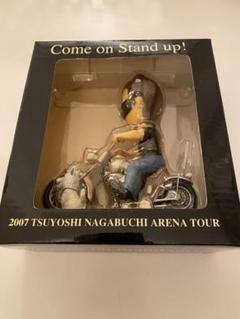 Come on Stand up!
2007 TSUYOSHI NAGABUCHI ARENA TOUR